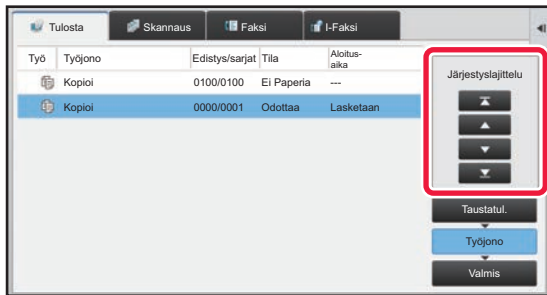 Tulosta
Skannaus
Faksi
I-Faksi
Työ Työjono Edistys/sarjat Tila Aloitus-
aika
Kopioi 0100/0100 Ei Paperia ---
Kopioi 0000/0001 Odottaa Lasketaan
Järjestyslajittelu
Taustatul.
Työjono
Valmis